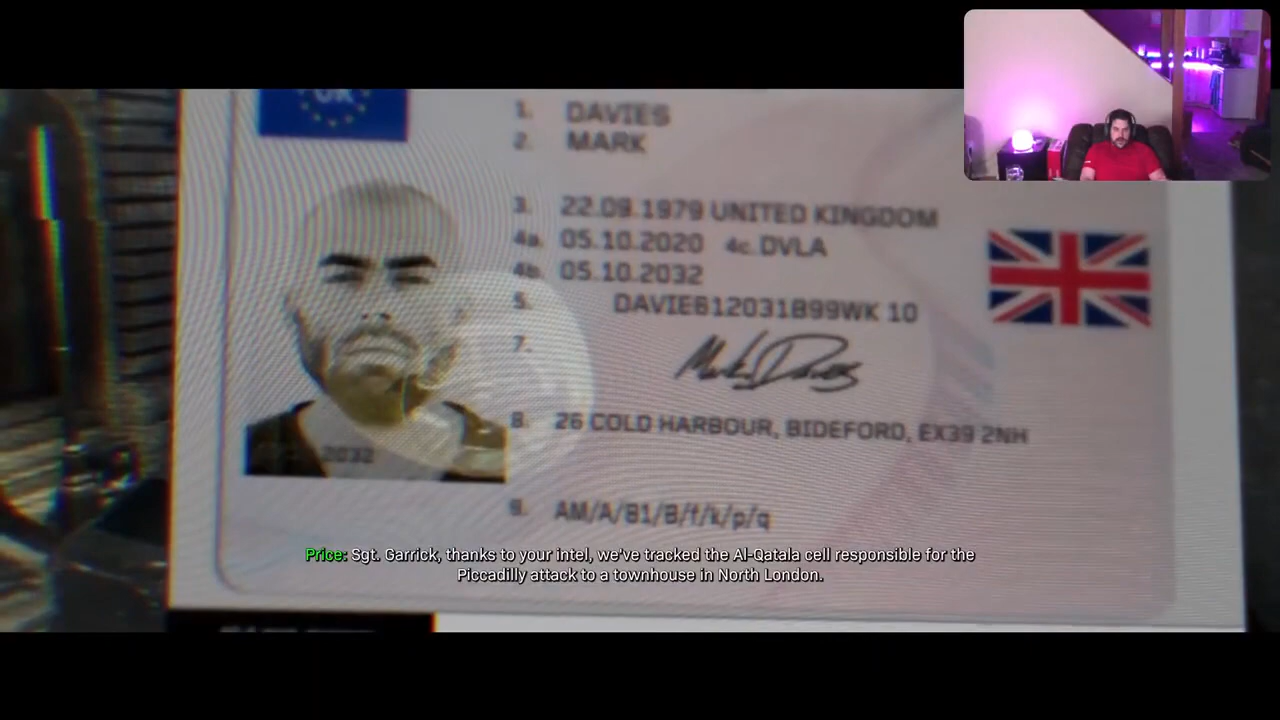 UK
1. DAVIES
2. MARK
3. 22.09.1979 UNITED KINGDOM
4a. 05.10.2020 4c. DVLA
4b. 05.10.2032
5. DAVIE612031B99WK 10
7. Mark Davies
8. 26 COLD HARBOUR, BIDEFORD, EX39 2NH
2032
9. AM/A/B1/B/f/k/p/q
Price: Sgt. Garrick, thanks to your intel, we've tracked the Al-Qatala cell responsible for the
Piccadilly attack to a townhouse in North London.